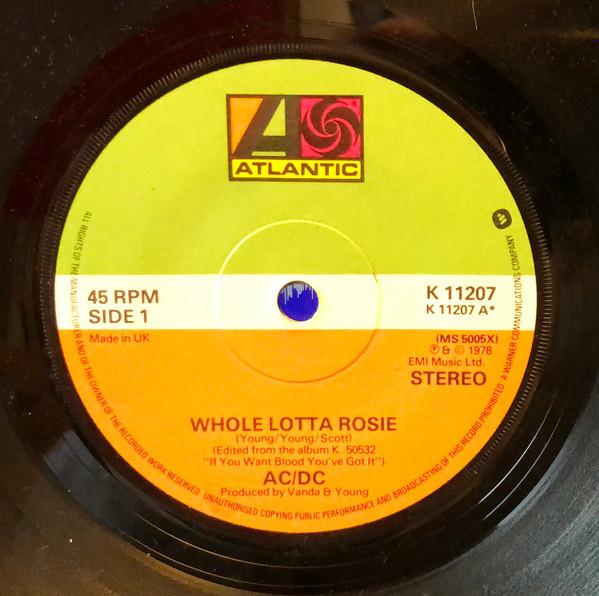 ATLANTIC
45 RPM
SIDE 1
Made in UK
K 11207
K 11207 A*
(MS 5005X)
℗ & © 1978
EMI Music Ltd.
STEREO
WHOLE LOTTA ROSIE
(Young/Young/Scott)
(Edited from the album K. 50532
"If You Want Blood You've Got It")
AC/DC
Produced by Vanda & Young
ALL RIGHTS OF THE MANUFACTURER AND OF THE OWNER OF THE RECORDED WORK RESERVED. UNAUTHORISED COPYING PUBLIC PERFORMANCE AND BROADCASTING OF THIS RECORD PROHIBITED. A WARNER COMMUNICATIONS COMPANY